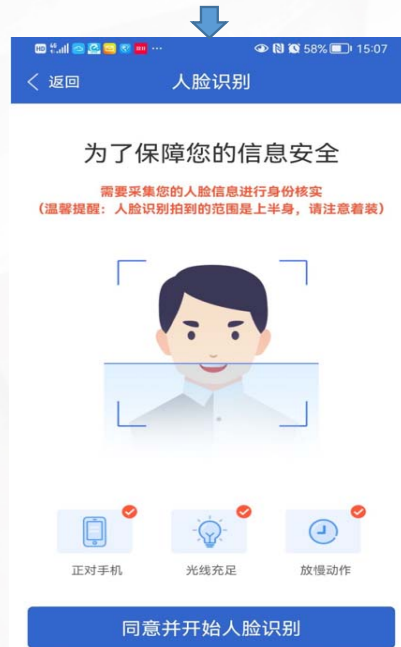 58% 15:07
返回 人脸识别
为了保障您的信息安全
需要采集您的人脸信息进行身份核实
（温馨提醒：人脸识别拍到的范围是上半身，请注意着装）
正对手机 光线充足 放慢动作
同意并开始人脸识别